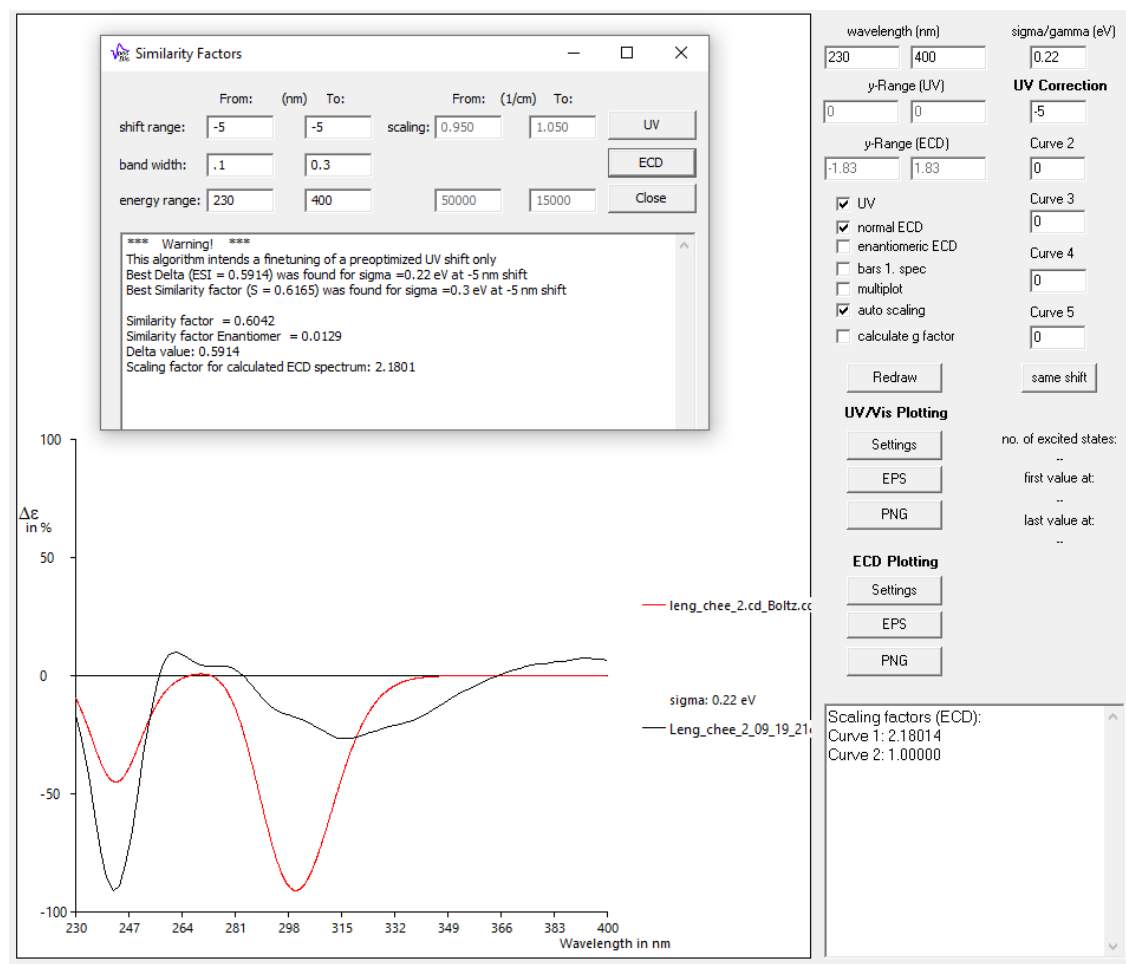 Similarity Factors
From: (nm) To: From: (1/cm) To:
shift range: -5 -5 scaling: 0.950 1.050 UV
band width: .1 0.3 ECD
energy range: 230 400 50000 15000 Close
*** Warning! ***
This algorithm intends a finetuning of a preoptimized UV shift only
Best Delta (ESI = 0.5914) was found for sigma =0.22 eV at -5 nm shift
Best Similarity factor (S = 0.6165) was found for sigma =0.3 eV at -5 nm shift
Similarity factor = 0.6042
Similarity factor Enantiomer = 0.0129
Delta value: 0.5914
Scaling factor for calculated ECD spectrum: 2.1801
100
Δε
in %
50
0
-50
-100
230 247 264 281 298 315 332 349 366 383 400
Wavelength in nm
leng_chee_2.cd_Boltz.cc
sigma: 0.22 eV
Leng_chee_2_09_19_21
wavelength (nm) sigma/gamma (eV)
230 400 0.22
y-Range (UV) UV Correction
0 0 -5
y-Range (ECD) Curve 2
-1.83 1.83 0
UV Curve 3
normal ECD 0
enantiomeric ECD
bars 1. spec Curve 4
multiplot 0
auto scaling Curve 5
calculate g factor 0
Redraw same shift
UV/Vis Plotting
Settings no. of excited states:
--
EPS first value at:
--
PNG last value at:
--
ECD Plotting
Settings
EPS
PNG
Scaling factors (ECD):
Curve 1: 2.18014
Curve 2: 1.00000